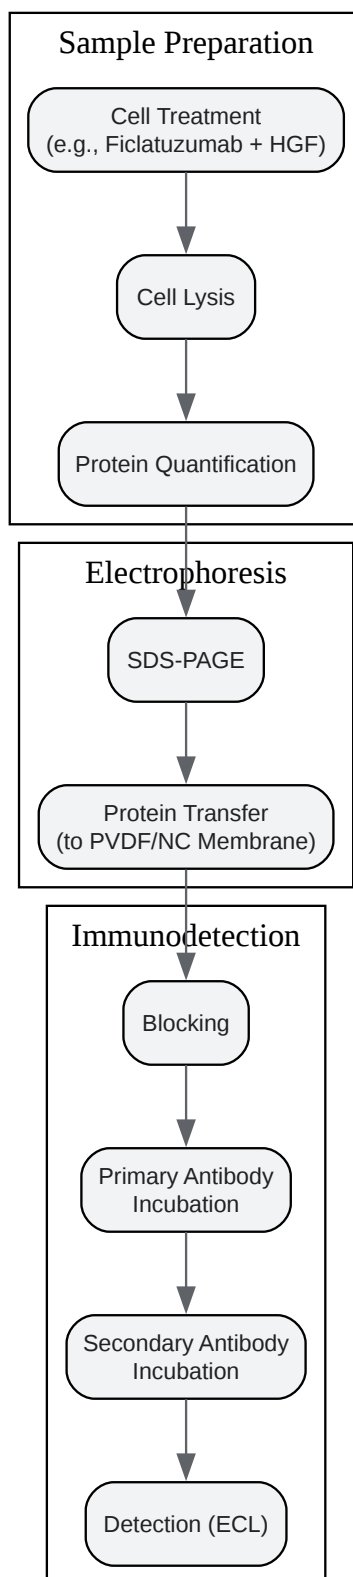 Sample Preparation
Cell Treatment
(e.g., Ficlatuzumab + HGF)
Cell Lysis
Protein Quantification
Electrophoresis
SDS-PAGE
Protein Transfer
(to PVDF/NC Membrane)
Immunodetection
Blocking
Primary Antibody
Incubation
Secondary Antibody
Incubation
Detection (ECL)